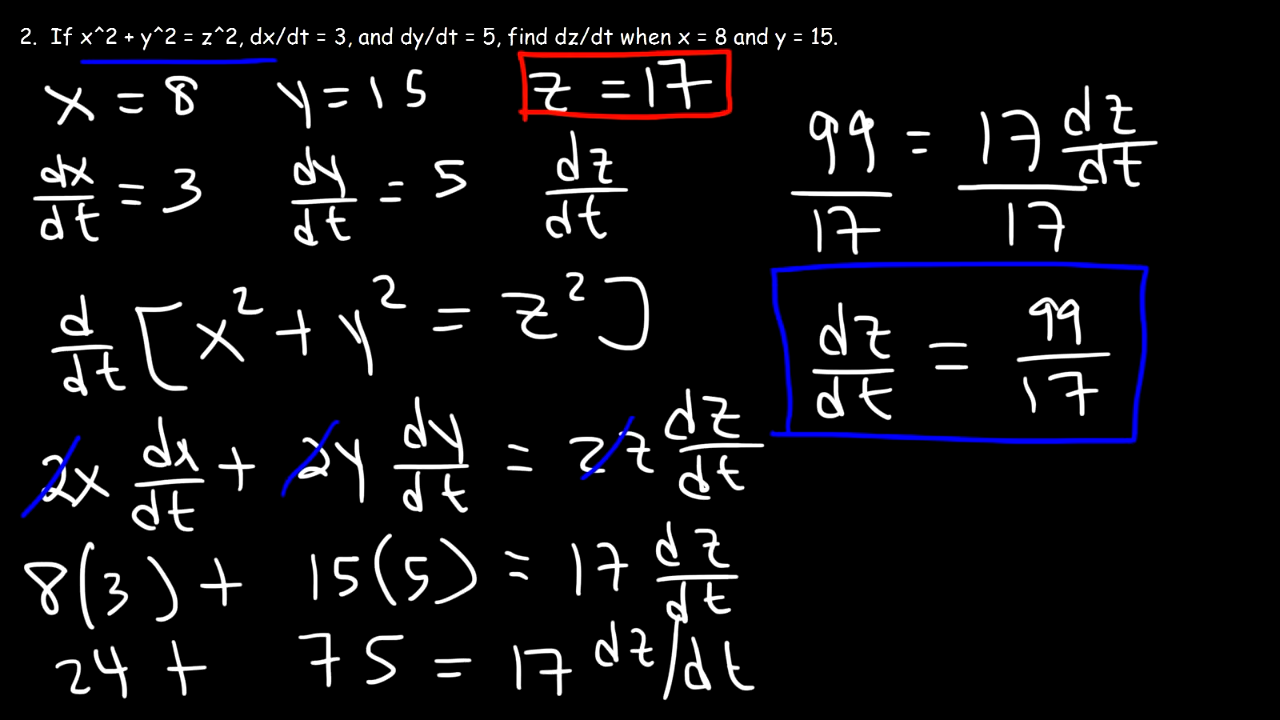 2. If x^2 + y^2 = z^2, dx/dt = 3, and dy/dt = 5, find dz/dt when x = 8 and y = 15.
x = 8 y = 15 z = 17
dx/dt = 3 dy/dt = 5 dz/dt
d/dt [x² + y² = z²]
2x dx/dt + 2y dy/dt = 2z dz/dt
8(3) + 15(5) = 17 dz/dt
24 + 75 = 17 dz/dt
99/17 = 17 dz/dt/17
dz/dt = 99/17